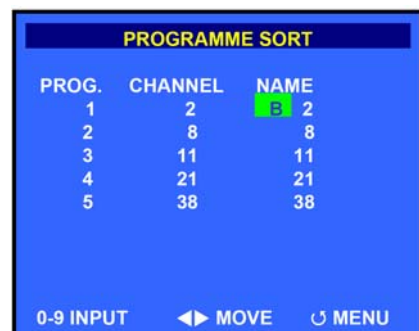 PROGRAMME SORT
PROG. CHANNEL NAME
1 2 B 2
2 8 8
3 11 11
4 21 21
5 38 38
0-9 INPUT ◀▶ MOVE ↺ MENU